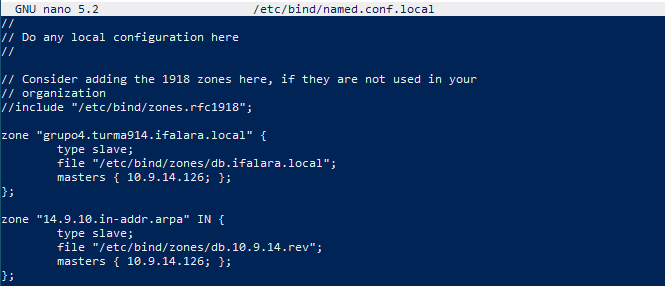 GNU nano 5.2 /etc/bind/named.conf.local
//
// Do any local configuration here
//
// Consider adding the 1918 zones here, if they are not used in your
// organization
//include "/etc/bind/zones.rfc1918";
zone "grupo4.turma914.ifalara.local" {
type slave;
file "/etc/bind/zones/db.ifalara.local";
masters { 10.9.14.126; };
};
zone "14.9.10.in-addr.arpa" IN {
type slave;
file "/etc/bind/zones/db.10.9.14.rev";
masters { 10.9.14.126; };
};